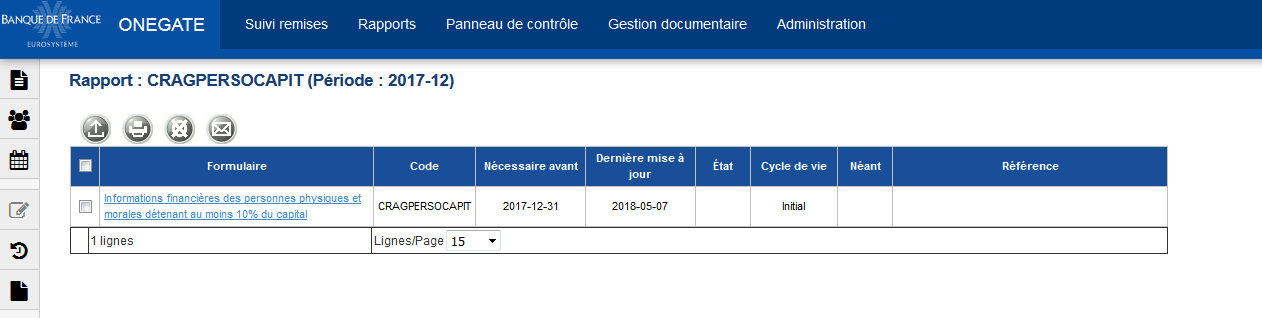 BANQUE DE FRANCE
EUROSYSTÈME
ONEGATE
Suivi remises
Rapports
Panneau de contrôle
Gestion documentaire
Administration
Rapport : CRAGPERSOCAPIT (Période : 2017-12)
Formulaire
Code
Nécessaire avant
Dernière mise à
jour
État
Cycle de vie
Néant
Référence
Informations financières des personnes physiques et
morales détenant au moins 10% du capital
CRAGPERSOCAPIT
2017-12-31
2018-05-07
Initial
1 lignes
Lignes/Page 15